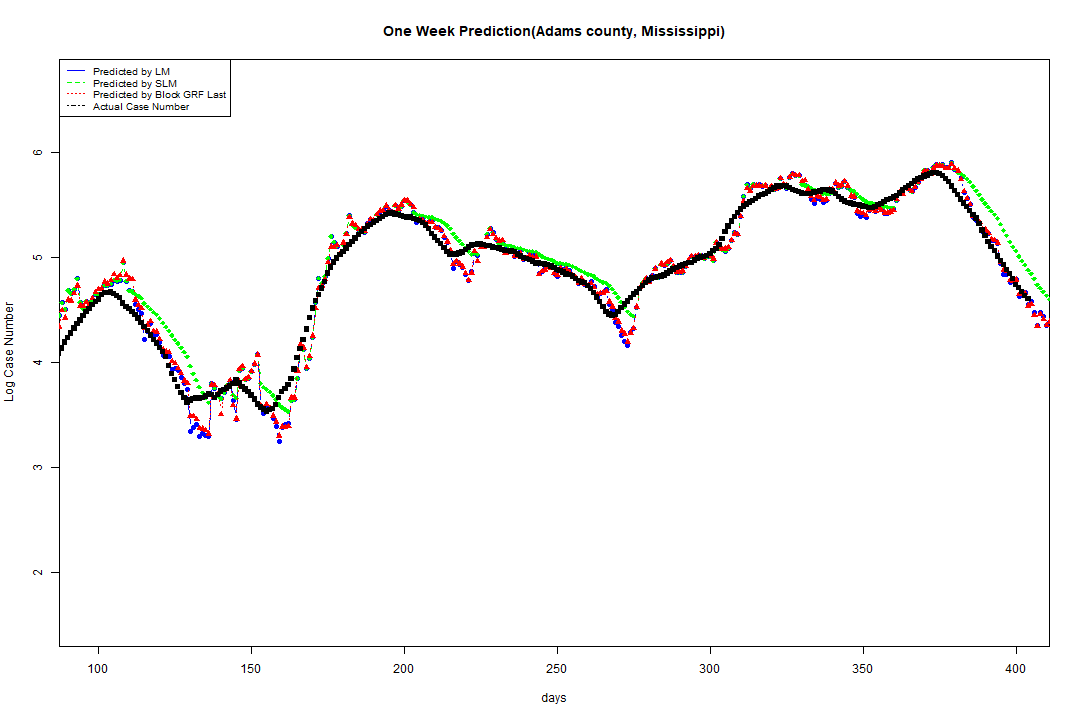 One Week Prediction(Adams county, Mississippi)
Predicted by LM
Predicted by SLM
Predicted by Block GRF Last
Actual Case Number
6
5
4
3
2
Log Case Number
100 150 200 250 300 350 400
days